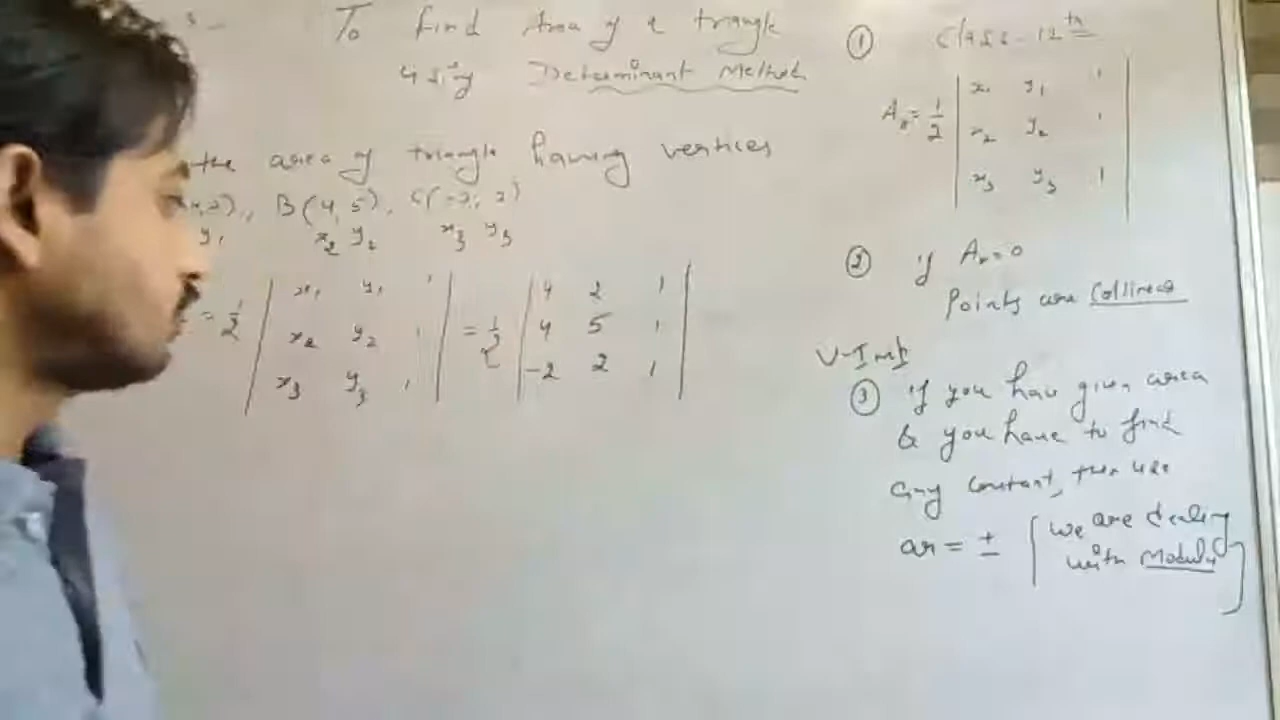 To find Area of a triangle
using Determinant Method
the area of triangle having vertices
,2), B(4,5), C(-2, 2)
y₁ x₂ y₂ x₃ y₃
= 1/2 | x₁ y₁ 1 | = 1/2 | 4 2 1 |
| x₂ y₂ 1 | | 4 5 1 |
| x₃ y₃ 1 | | -2 2 1 |
① Class-12th
Ar = 1/2 | x₁ y₁ 1 |
| x₂ y₂ 1 |
| x₃ y₃ 1 |
② if Ar=0
Points are Collinear
V-Imp
③ If you have given area
& you have to find
any constant, then use
ar = ± [we are dealing
with Modulus]